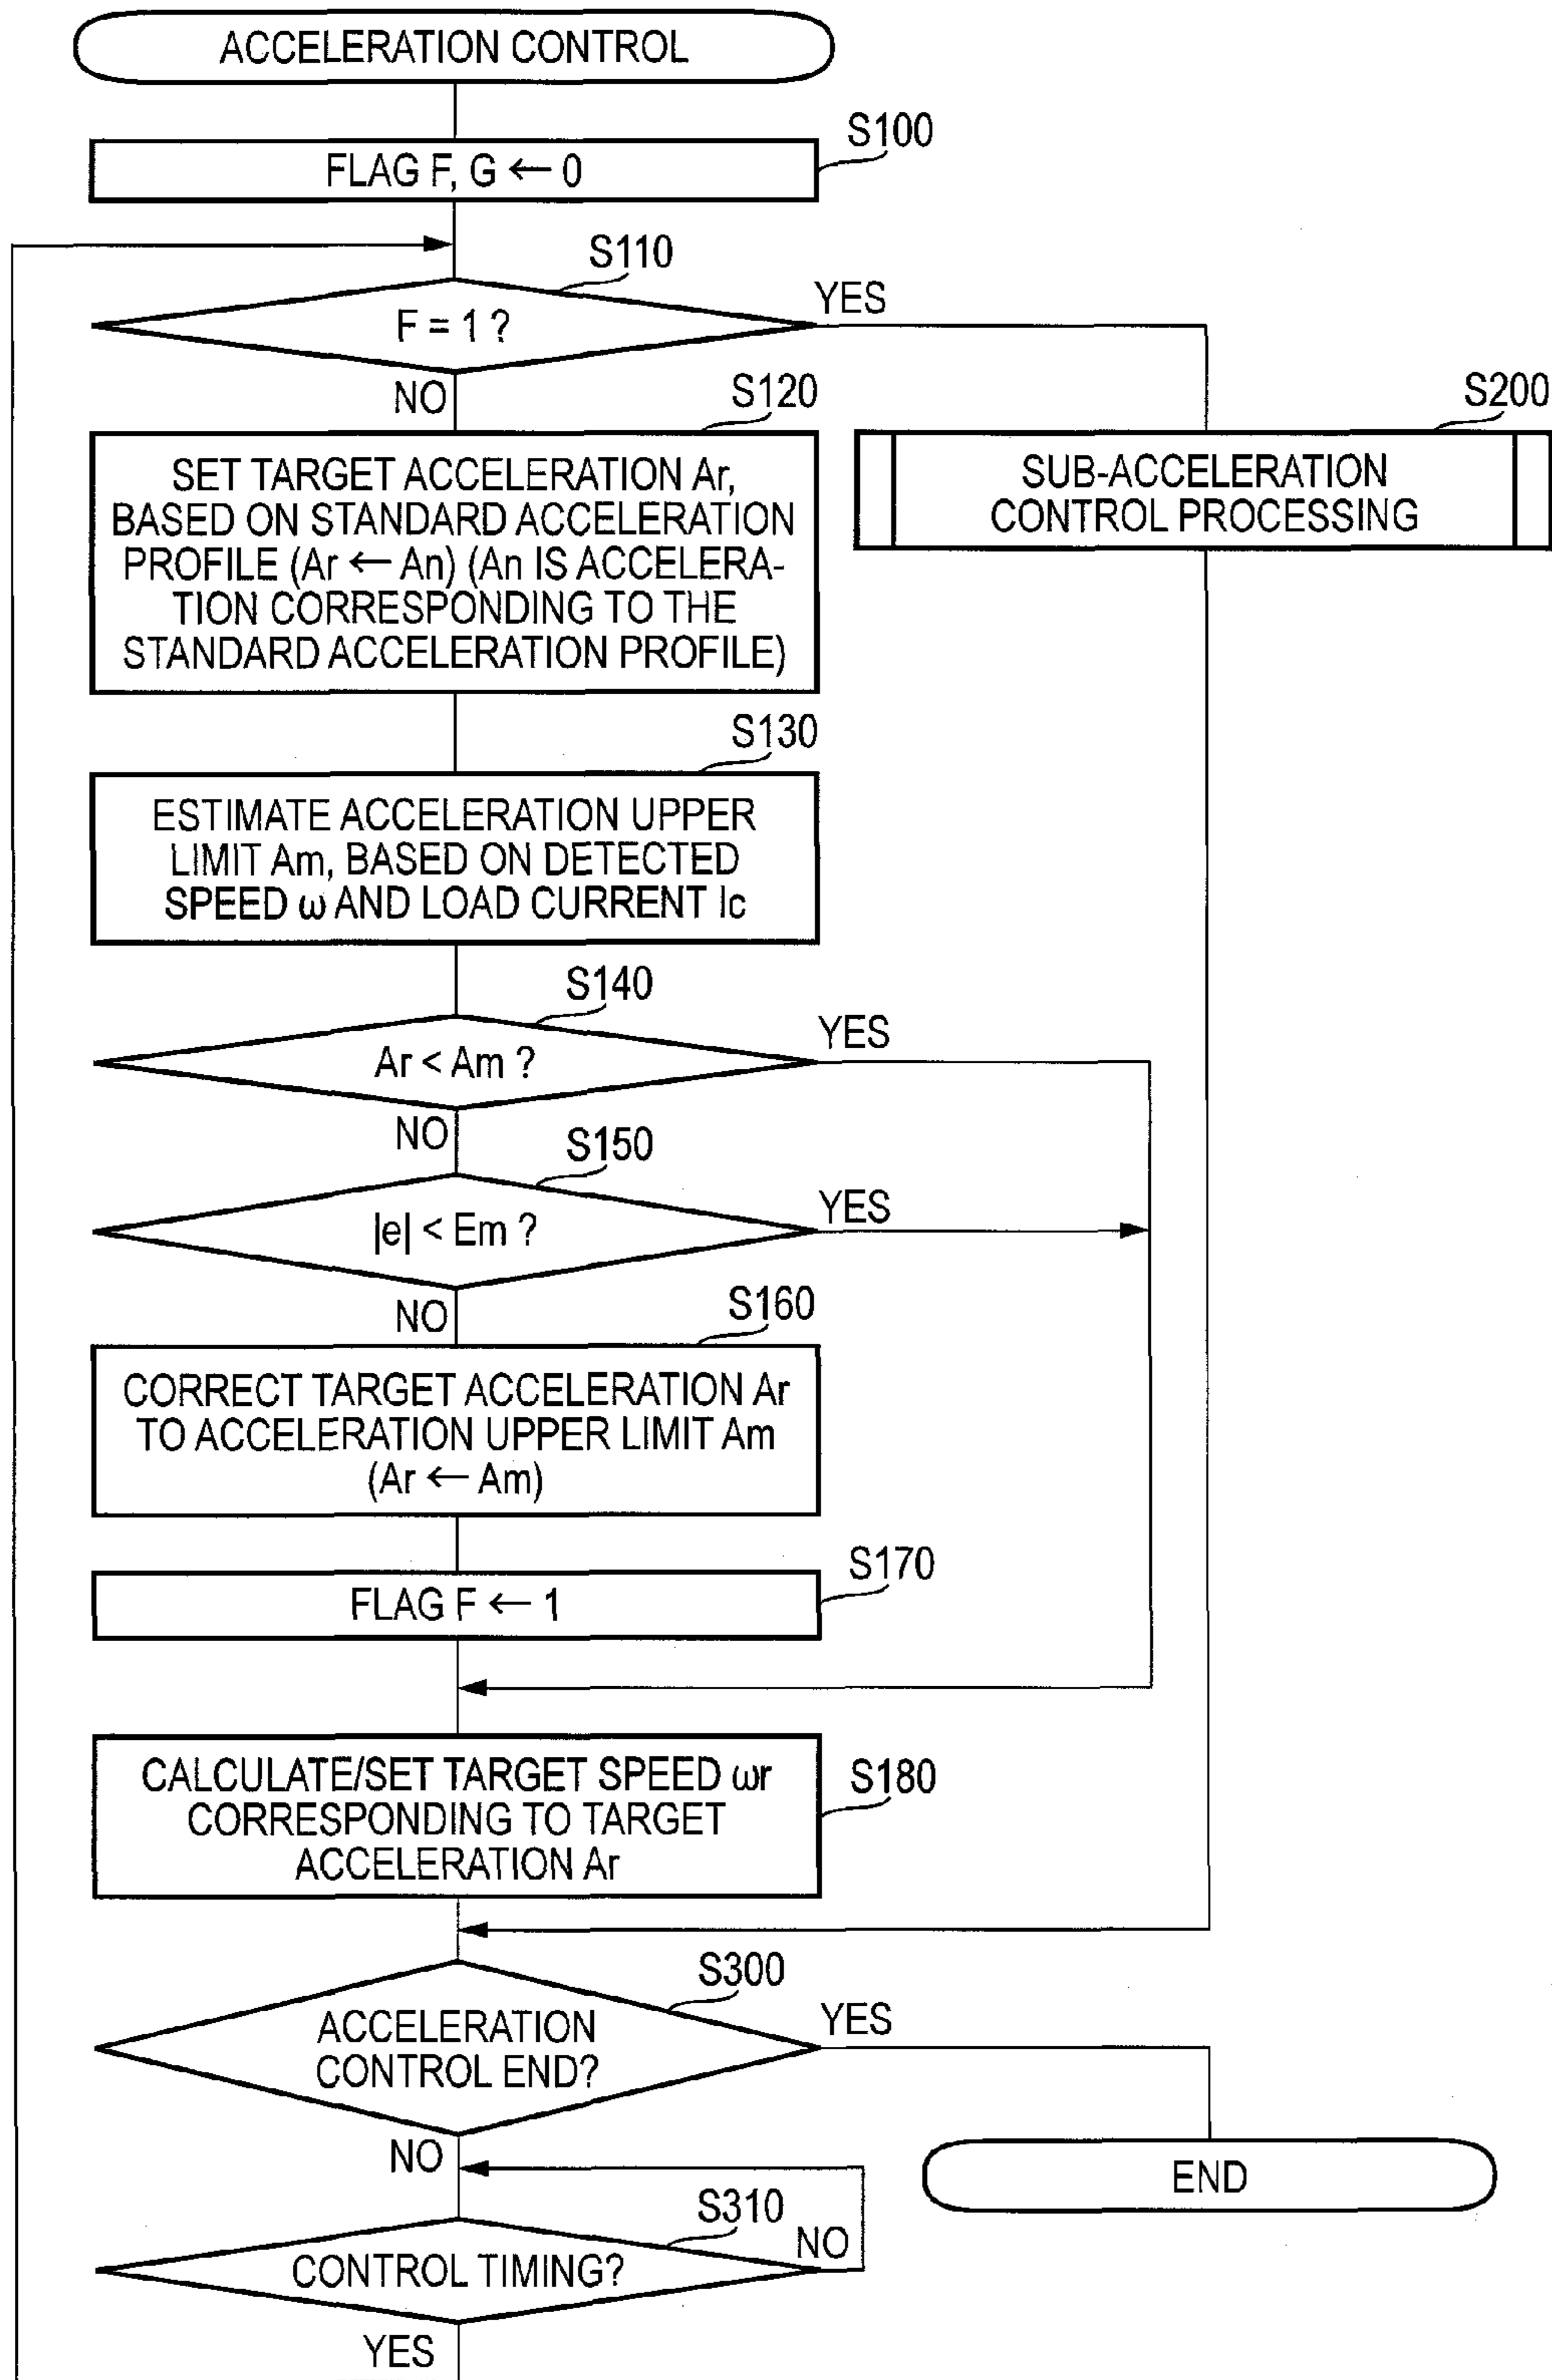 ACCELERATION CONTROL
S100
FLAG F, G ← 0
S110
F = 1 ?
YES
NO
S120
SET TARGET ACCELERATION Ar,
BASED ON STANDARD ACCELERATION
PROFILE (Ar ← An) (An IS ACCELERA-
TION CORRESPONDING TO THE
STANDARD ACCELERATION PROFILE)
S200
SUB-ACCELERATION
CONTROL PROCESSING
S130
ESTIMATE ACCELERATION UPPER
LIMIT Am, BASED ON DETECTED
SPEED ω AND LOAD CURRENT Ic
S140
Ar < Am ?
YES
NO
S150
|e| < Em ?
YES
NO
S160
CORRECT TARGET ACCELERATION Ar
TO ACCELERATION UPPER LIMIT Am
(Ar ← Am)
S170
FLAG F ← 1
S180
CALCULATE/SET TARGET SPEED ωr
CORRESPONDING TO TARGET
ACCELERATION Ar
S300
ACCELERATION
CONTROL END?
YES
NO
END
S310
CONTROL TIMING?
NO
YES